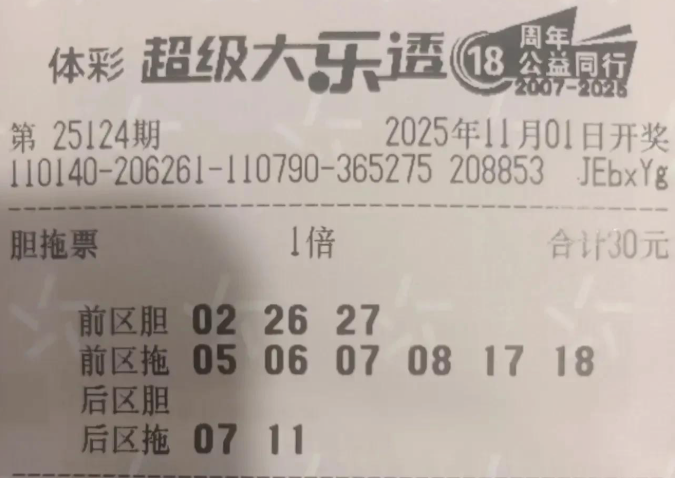 体彩 超级大乐透 18 周年
公益同行
2007-2025
第 25124期 2025年11月01日开奖
110140-206261-110790-365275 208853 JEbxYg
胆拖票 1倍 合计30元
前区胆 02 26 27
前区拖 05 06 07 08 17 18
后区胆
后区拖 07 11